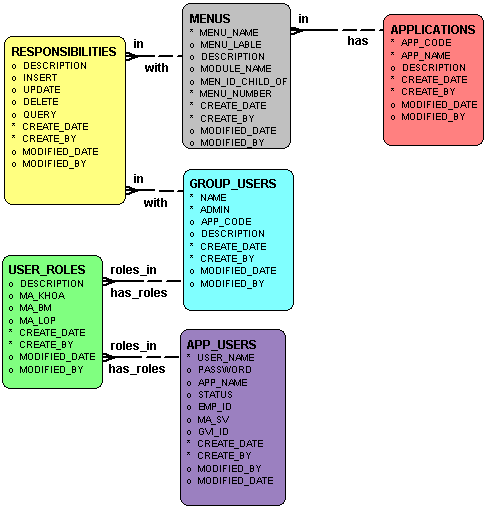 RESPONSIBILITIES
o DESCRIPTION
o INSERT
o UPDATE
o DELETE
o QUERY
* CREATE_DATE
* CREATE_BY
o MODIFIED_DATE
o MODIFIED_BY
in
with
MENUS
* MENU_NAME
o MENU_LABLE
o DESCRIPTION
o MODULE_NAME
o MEN_ID_CHILD_OF
* MENU_NUMBER
* CREATE_DATE
* CREATE_BY
o MODIFIED_DATE
o MODIFIED_BY
in
has
APPLICATIONS
* APP_CODE
* APP_NAME
o DESCRIPTION
* CREATE_DATE
* CREATE_BY
o MODIFIED_DATE
o MODIFIED_BY
in
with
GROUP_USERS
* NAME
* ADMIN
o APP_CODE
o DESCRIPTION
* CREATE_DATE
* CREATE_BY
o MODIFIED_DATE
o MODIFIED_BY
USER_ROLES
o DESCRIPTION
o MA_KHOA
o MA_BM
o MA_LOP
* CREATE_DATE
* CREATE_BY
o MODIFIED_DATE
o MODIFIED_BY
roles_in
has_roles
roles_in
has_roles
APP_USERS
* USER_NAME
o PASSWORD
o APP_NAME
o STATUS
o EMP_ID
o MA_SV
o GVI_ID
* CREATE_DATE
* CREATE_BY
o MODIFIED_BY
o MODIFIED_DATE